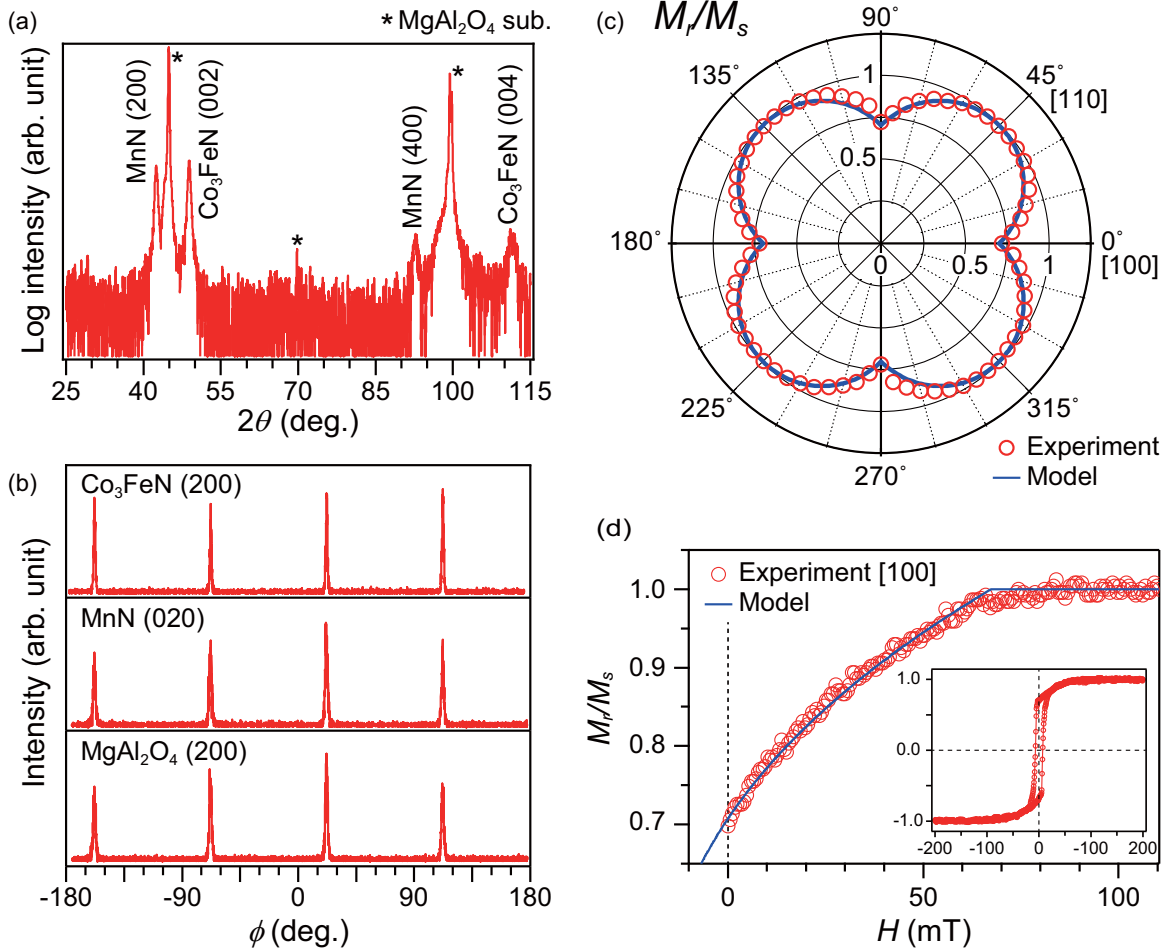 (a)
* MgAl2O4 sub.
Log intensity (arb. unit)
MnN (200)
*
Co3FeN (002)
*
MnN (400)
*
Co3FeN (004)
25 40 55 70 85 100 115
2θ (deg.)
(b)
Intensity (arb. unit)
Co3FeN (200)
MnN (020)
MgAl2O4 (200)
-180 -90 0 90 180
ϕ (deg.)
(c)
Mr/Ms
90°
135°
45°
[110]
1
0.5
180°
0 0.5 1
0°
[100]
225°
315°
270°
Experiment
Model
(d)
Mr/Ms
Experiment [100]
Model
1.0
0.9
0.8
0.7
0 50 100
H (mT)
1.0
0.0
-1.0
-200 -100 0 100 200